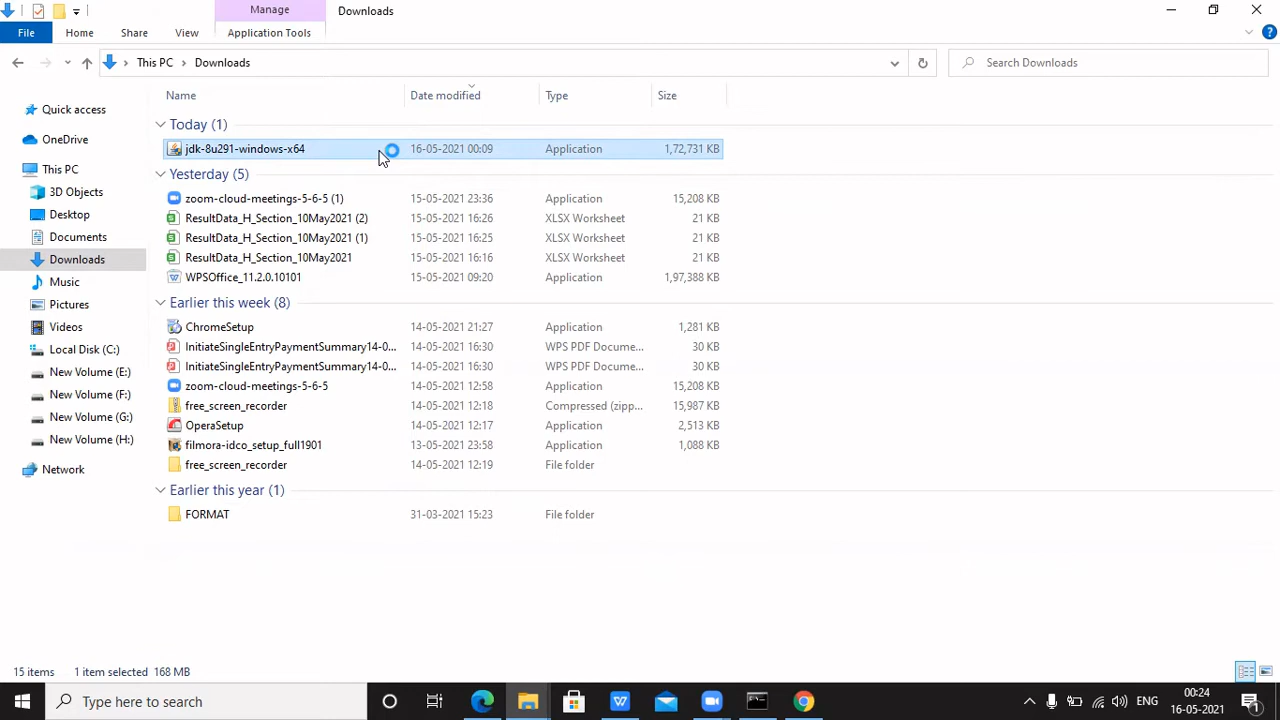 Manage
Downloads
File
Home
Share
View
Application Tools
This PC
Downloads
Search Downloads
Name
Date modified
Type
Size
Quick access
OneDrive
This PC
3D Objects
Desktop
Documents
Downloads
Music
Pictures
Videos
Local Disk (C:)
New Volume (E:)
New Volume (F:)
New Volume (G:)
New Volume (H:)
Network
Today (1)
jdk-8u291-windows-x64 16-05-2021 00:09 Application 1,72,731 KB
Yesterday (5)
zoom-cloud-meetings-5-6-5 (1) 15-05-2021 23:36 Application 15,208 KB
ResultData_H_Section_10May2021 (2) 15-05-2021 16:26 XLSX Worksheet 21 KB
ResultData_H_Section_10May2021 (1) 15-05-2021 16:25 XLSX Worksheet 21 KB
ResultData_H_Section_10May2021 15-05-2021 16:16 XLSX Worksheet 21 KB
WPSOffice_11.2.0.10101 15-05-2021 09:20 Application 1,97,388 KB
Earlier this week (8)
ChromeSetup 14-05-2021 21:27 Application 1,281 KB
InitiateSingleEntryPaymentSummary14-0... 14-05-2021 16:30 WPS PDF Docume... 30 KB
InitiateSingleEntryPaymentSummary14-0... 14-05-2021 16:30 WPS PDF Docume... 30 KB
zoom-cloud-meetings-5-6-5 14-05-2021 12:58 Application 15,208 KB
free_screen_recorder 14-05-2021 12:18 Compressed (zipp... 15,987 KB
OperaSetup 14-05-2021 12:17 Application 2,513 KB
filmora-idco_setup_full1901 13-05-2021 23:58 Application 1,088 KB
free_screen_recorder 14-05-2021 12:19 File folder
Earlier this year (1)
FORMAT 31-03-2021 15:23 File folder
15 items 1 item selected 168 MB
Type here to search
ENG
00:24
16-05-2021
1